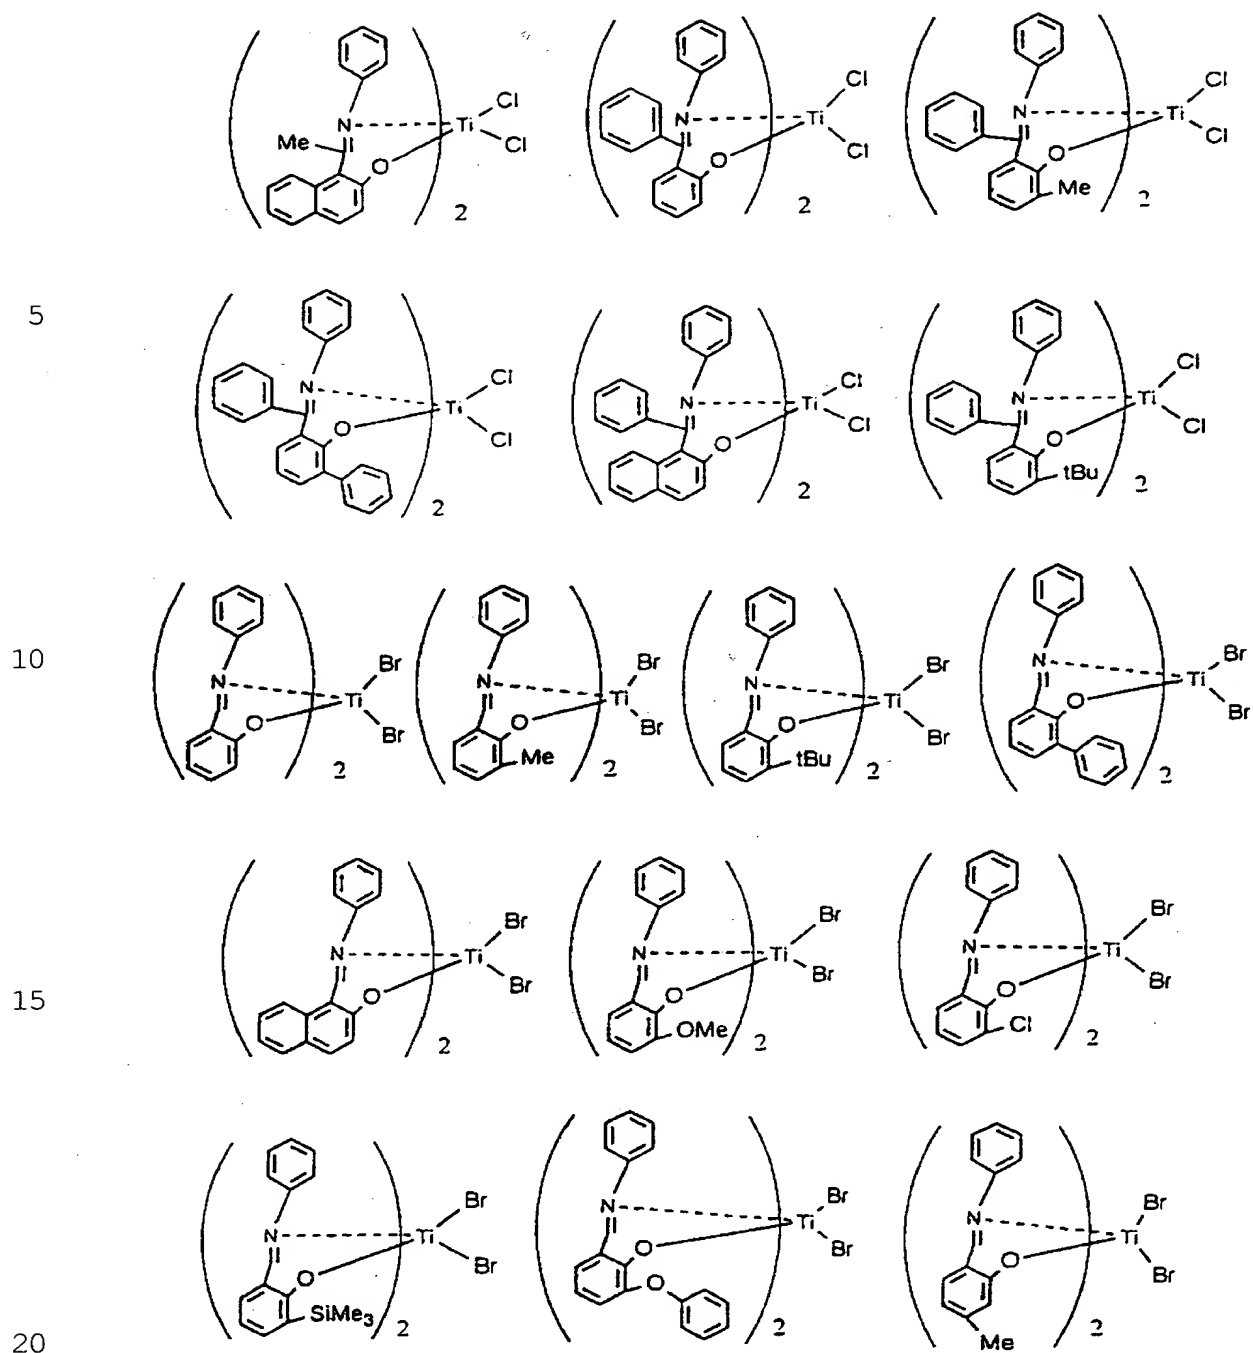 Cl Cl
N Ti N Ti N Ti
Me Cl Cl
O O O Cl
Me
2 2 2
5
Cl Cl Cl
N Ti N Ti N Ti
O Cl O Cl O Cl
tBu
2 2 2
10
Br Br Br Br
N Ti N Ti N Ti N Ti
O Br O Br O Br O Br
Me tBu
2 2 2 2
Br Br Br
N Ti N Ti N Ti
15
O Br O Br O Br
OMe Cl
2 2 2
Br Br Br
N Ti N Ti N Ti
O Br O Br O Br
SiMe3 O
2 2 2
20
Me